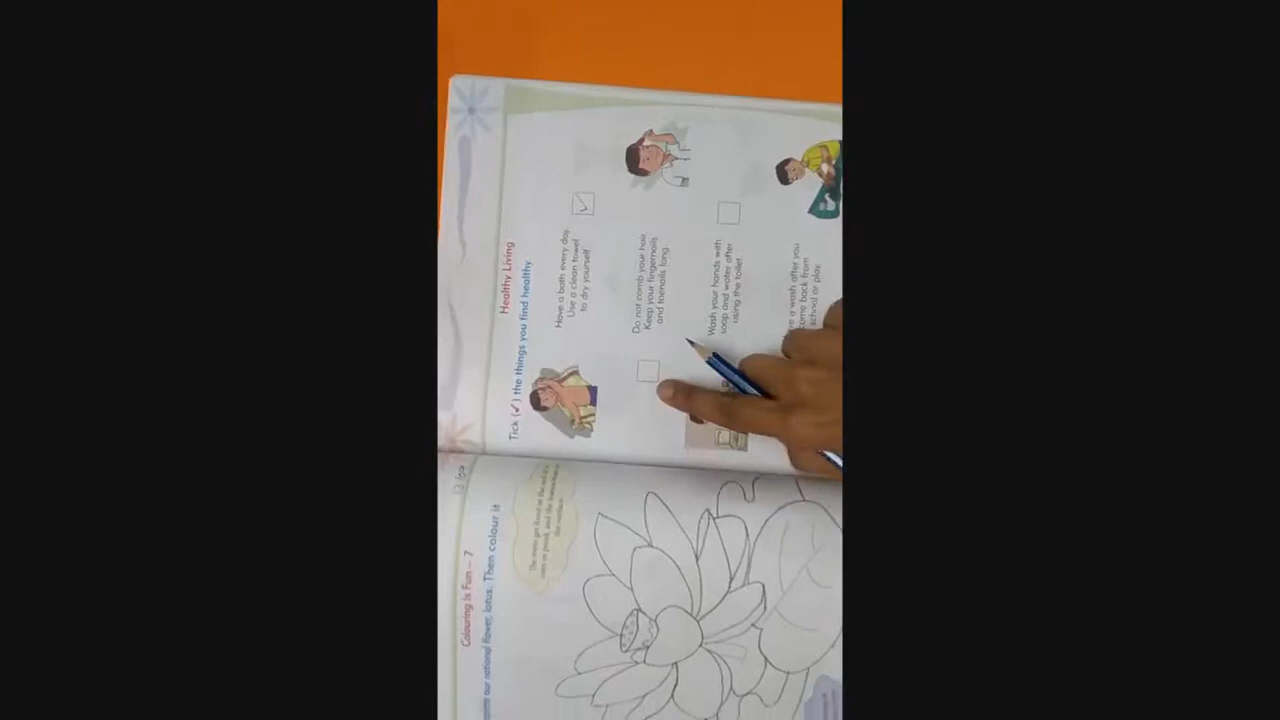 Healthy Living
Tick (✓) the things you find healthy.
Have a bath every day.
Use a clean towel
to dry yourself
Do not comb your hair.
Keep your fingernails
and toenails long.
Wash your hands with
soap and water after
using the toilet.
a wash after you
come back from
school or play.
Colouring Is Fun – 7
our national flower, lotus. Then colour it
the surface.